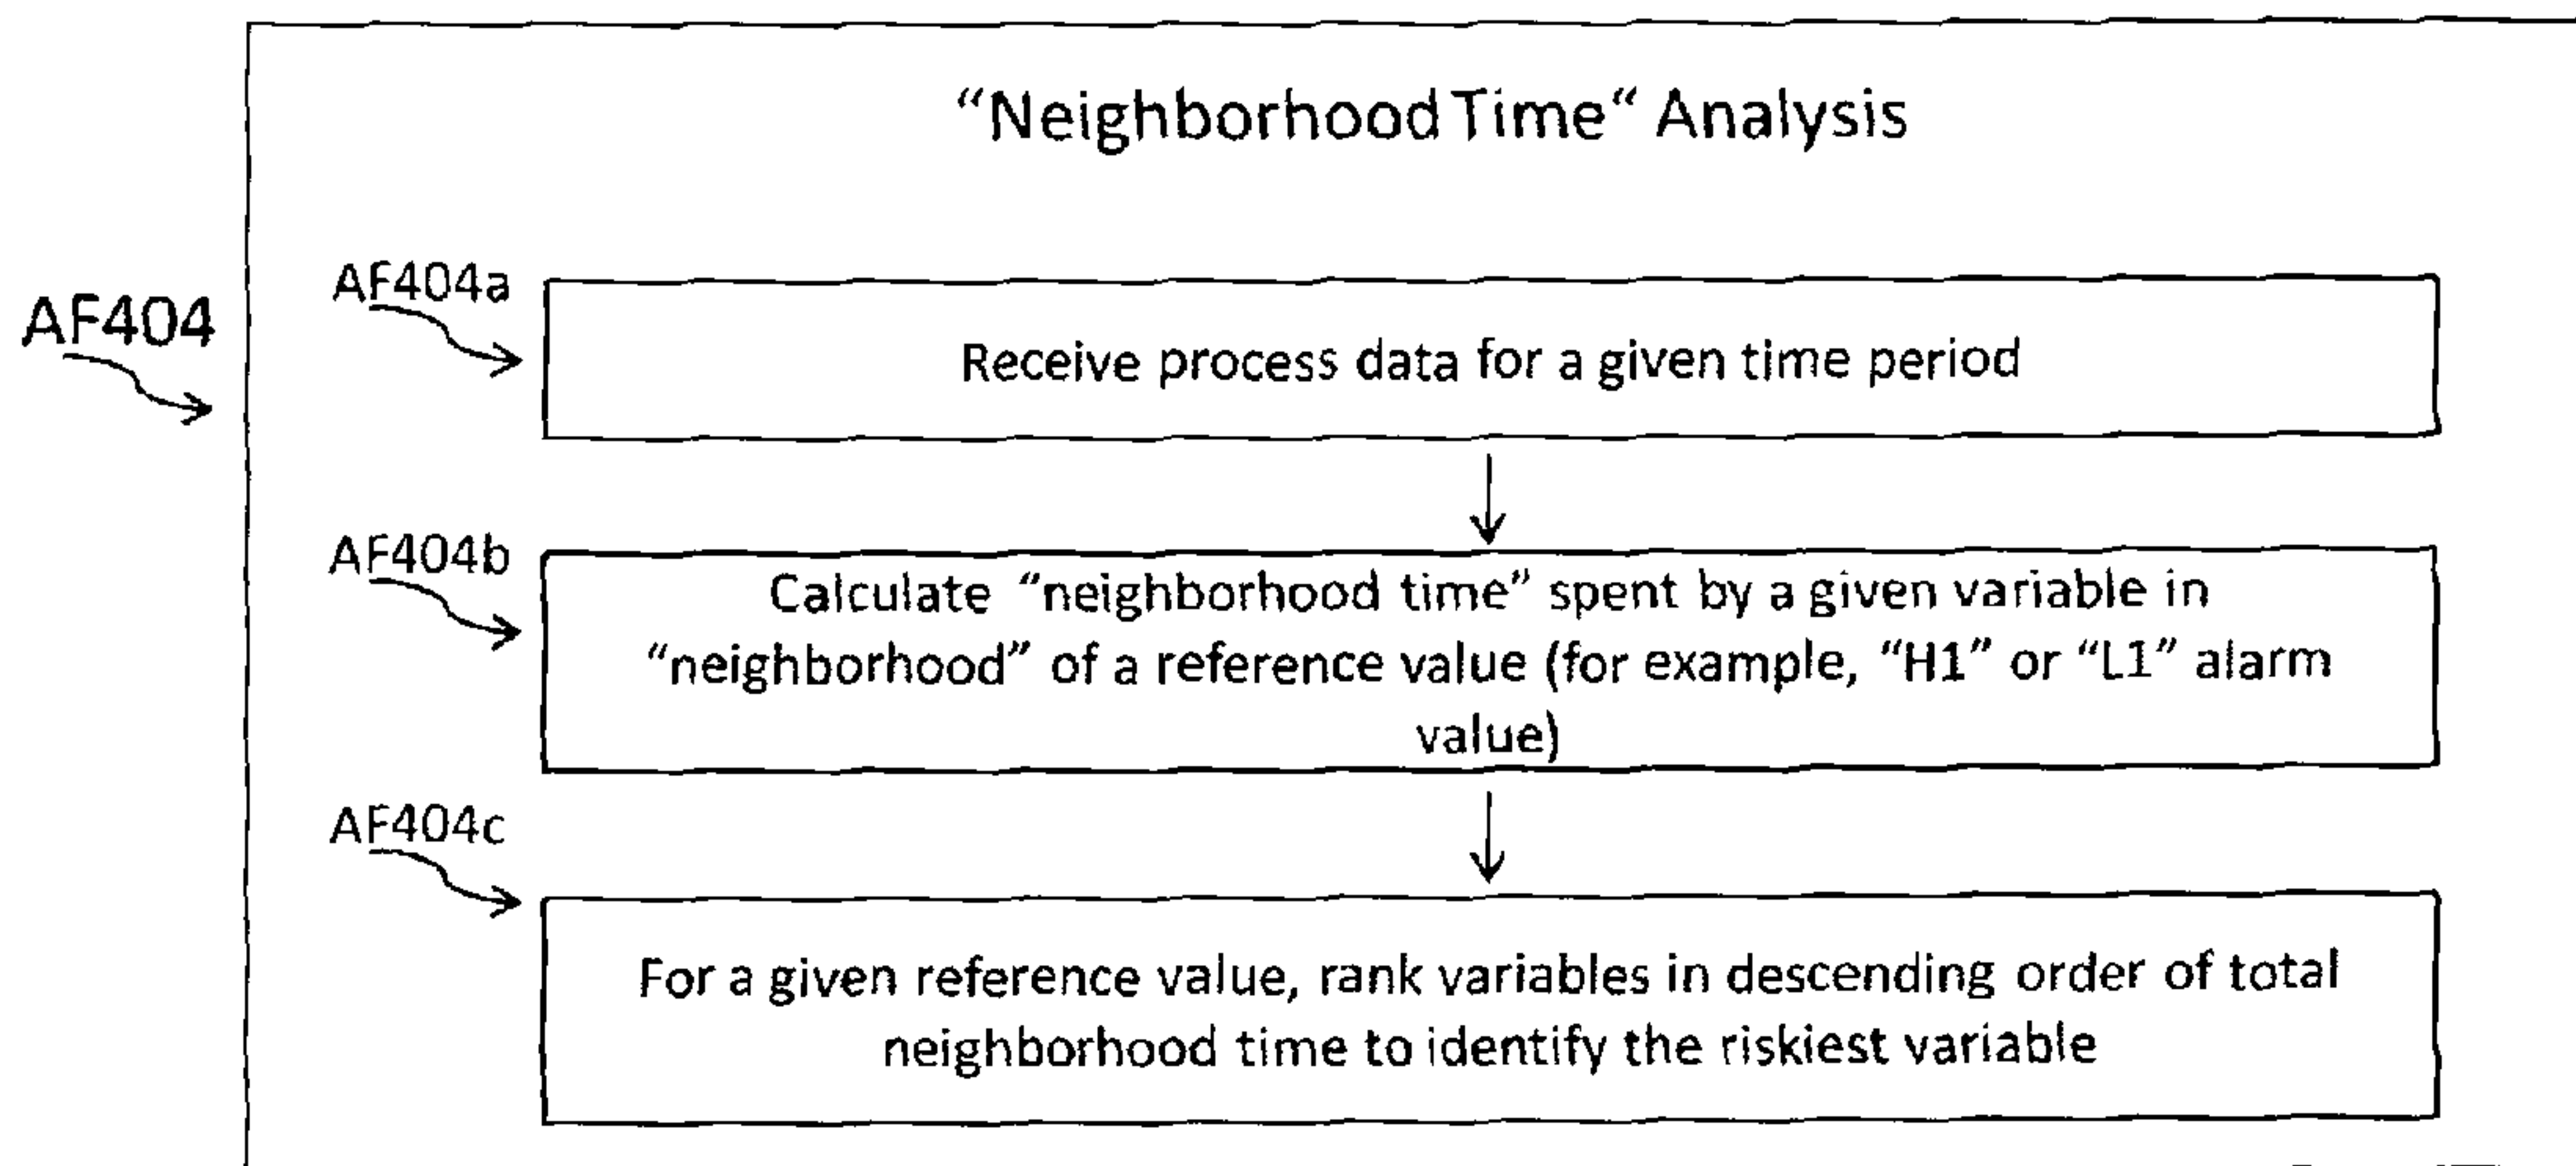 “Neighborhood Time“ Analysis
AF404
AF404a
Receive process data for a given time period
AF404b
Calculate “neighborhood time” spent by a given variable in
“neighborhood” of a reference value (for example, “H1” or “L1” alarm
value)
AF404c
For a given reference value, rank variables in descending order of total
neighborhood time to identify the riskiest variable